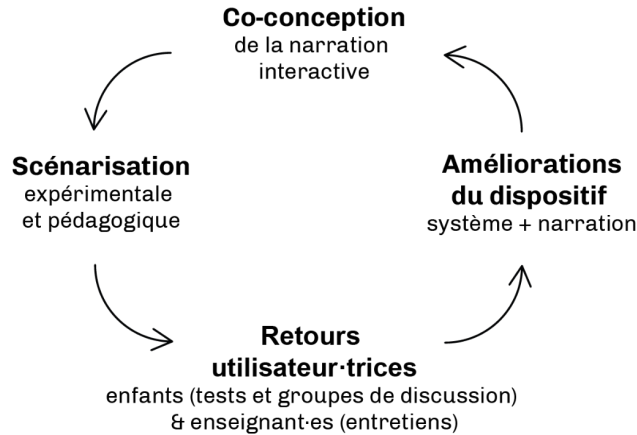 Co-conception
de la narration
interactive
Scénarisation
expérimentale
et pédagogique
Améliorations
du dispositif
système + narration
Retours
utilisateur·trices
enfants (tests et groupes de discussion)
& enseignant·es (entretiens)